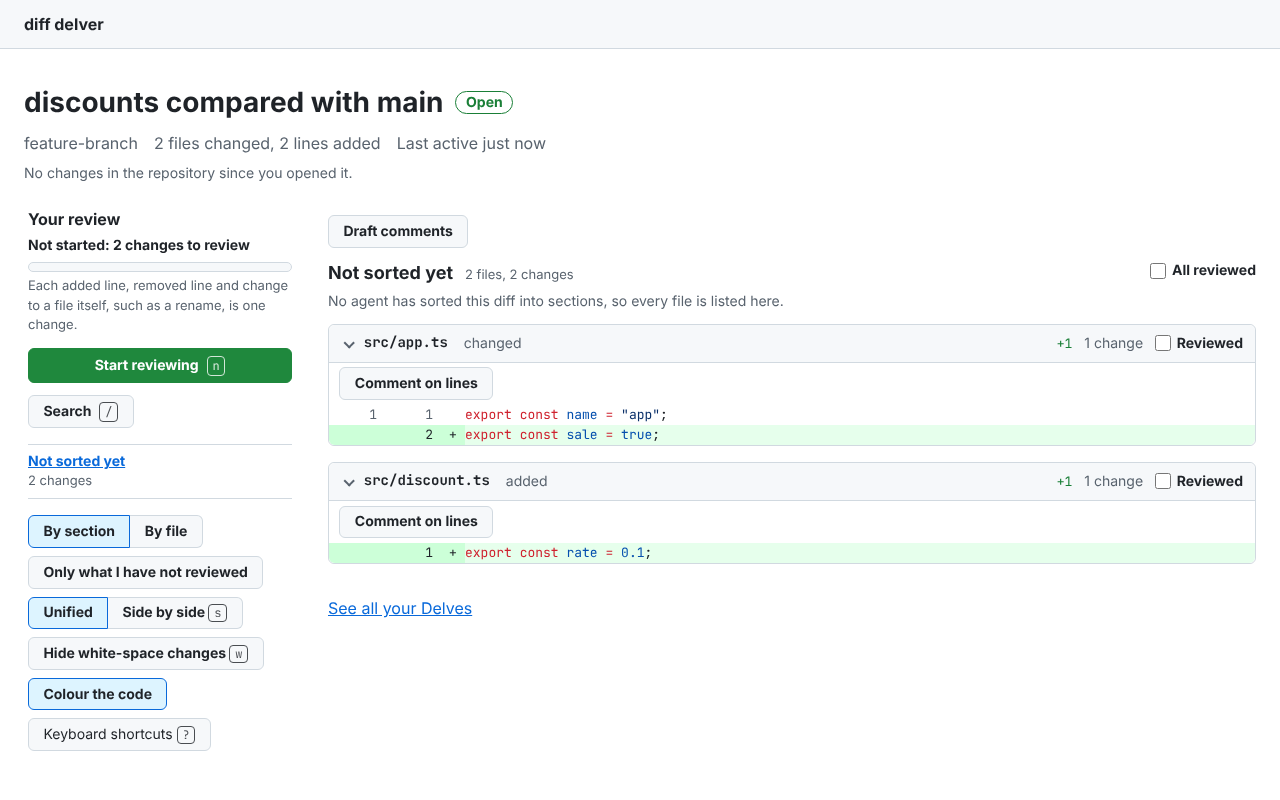 diff delver
discounts compared with main Open
feature-branch 2 files changed, 2 lines added Last active just now
No changes in the repository since you opened it.
Your review
Not started: 2 changes to review
Each added line, removed line and change
to a file itself, such as a rename, is one
change.
Start reviewing n
Search /
Not sorted yet
2 changes
By section By file
Only what I have not reviewed
Unified Side by side s
Hide white-space changes w
Colour the code
Keyboard shortcuts ?
Draft comments
Not sorted yet 2 files, 2 changes All reviewed
No agent has sorted this diff into sections, so every file is listed here.
src/app.ts changed +1 1 change Reviewed
Comment on lines
1 1 export const name = "app";
2 + export const sale = true;
src/discount.ts added +1 1 change Reviewed
Comment on lines
1 + export const rate = 0.1;
See all your Delves